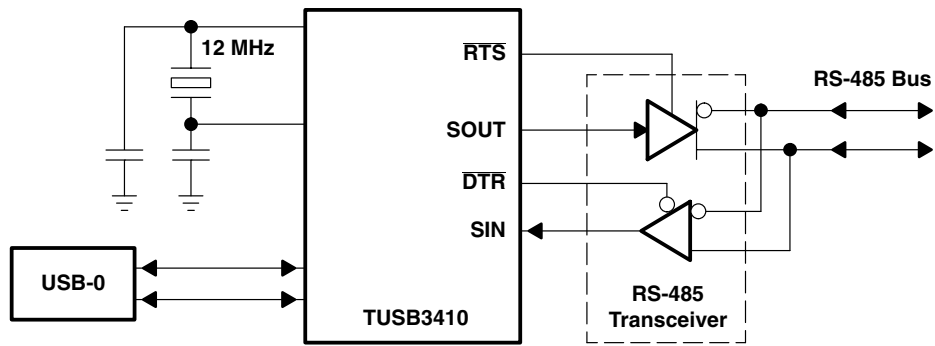 12 MHz
RTS
RS-485 Bus
SOUT
DTR
SIN
USB-0
RS-485
Transceiver
TUSB3410